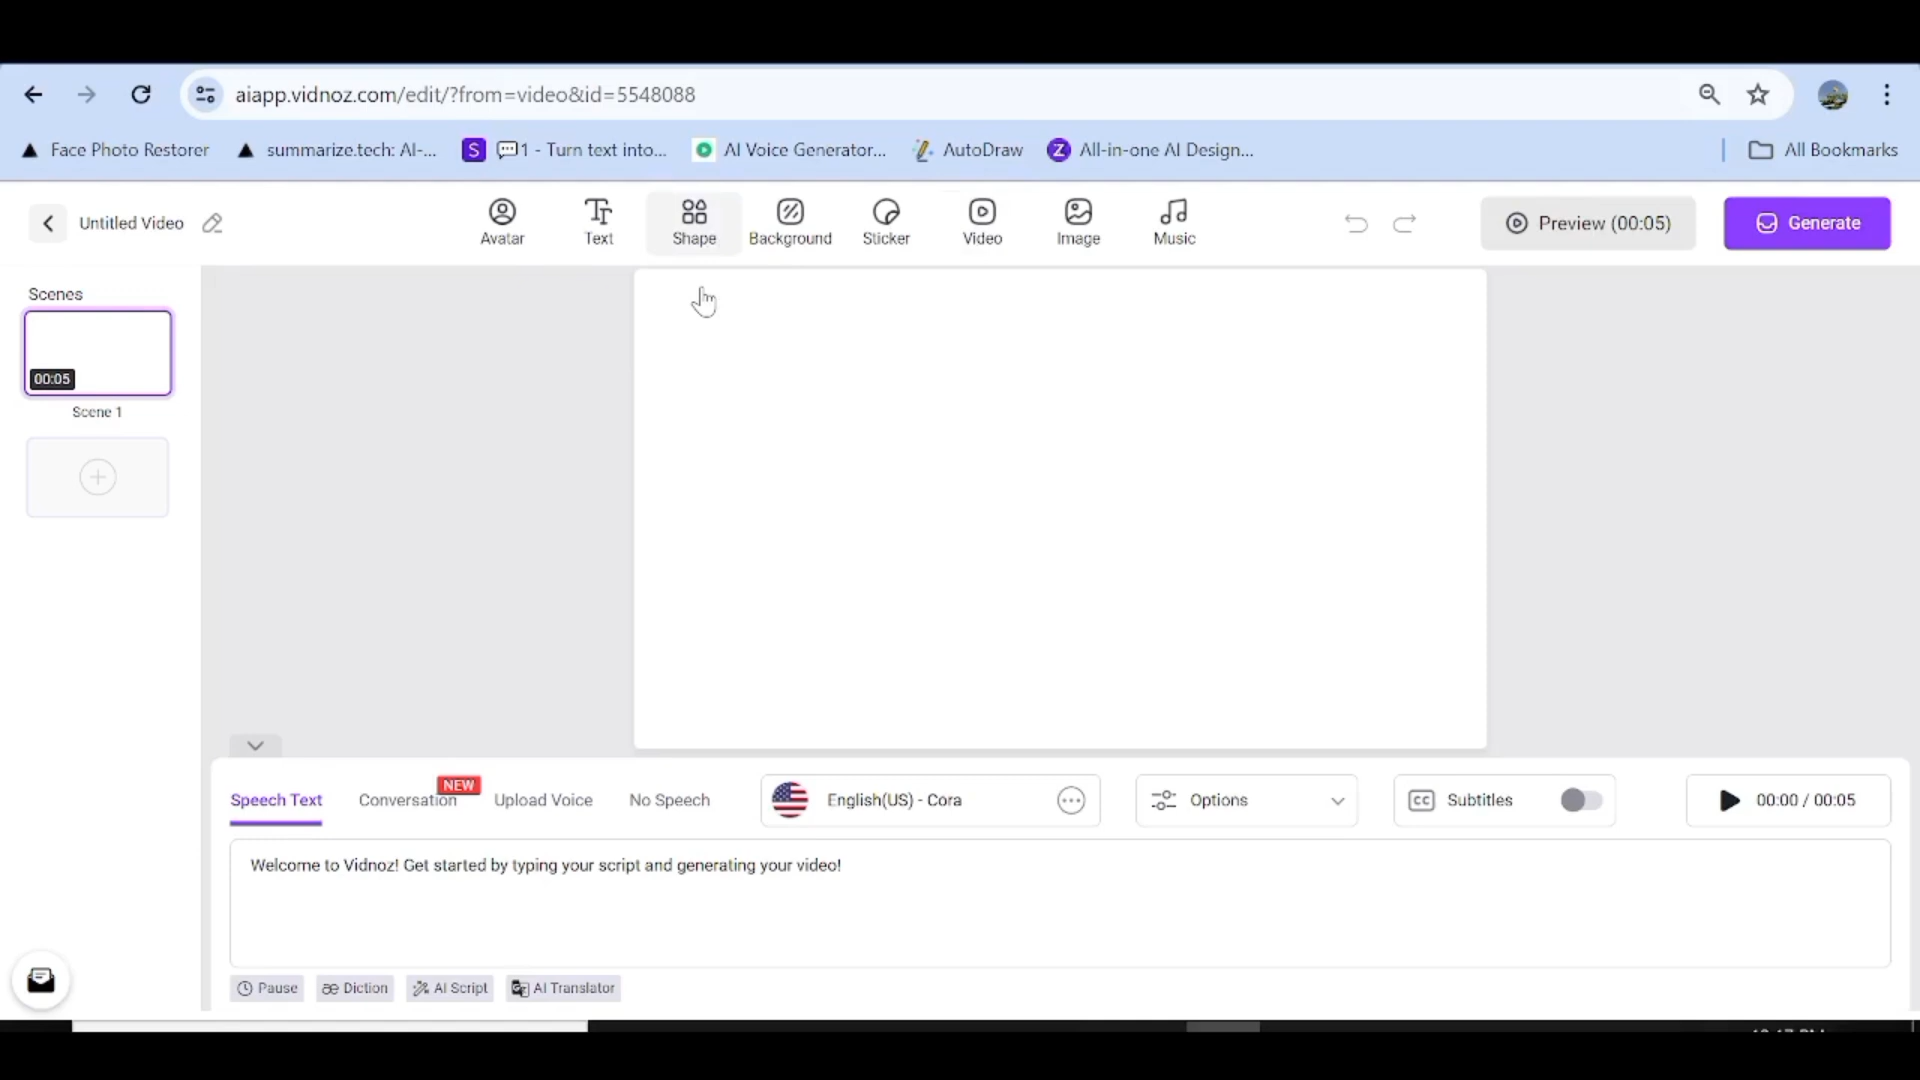 aiapp.vidnoz.com/edit/?from=video&id=5548088
Face Photo Restorer
summarize.tech: AI-...
S
1 - Turn text into...
AI Voice Generator...
AutoDraw
Z
All-in-one AI Design...
All Bookmarks
Untitled Video
Avatar
Text
Shape
Background
Sticker
Video
Image
Music
Preview (00:05)
Generate
Scenes
00:05
Scene 1
Speech Text
Conversation
NEW
Upload Voice
No Speech
English(US) - Cora
Options
CC
Subtitles
00:00 / 00:05
Welcome to Vidnoz! Get started by typing your script and generating your video!
Pause
æ Diction
AI Script
AI Translator